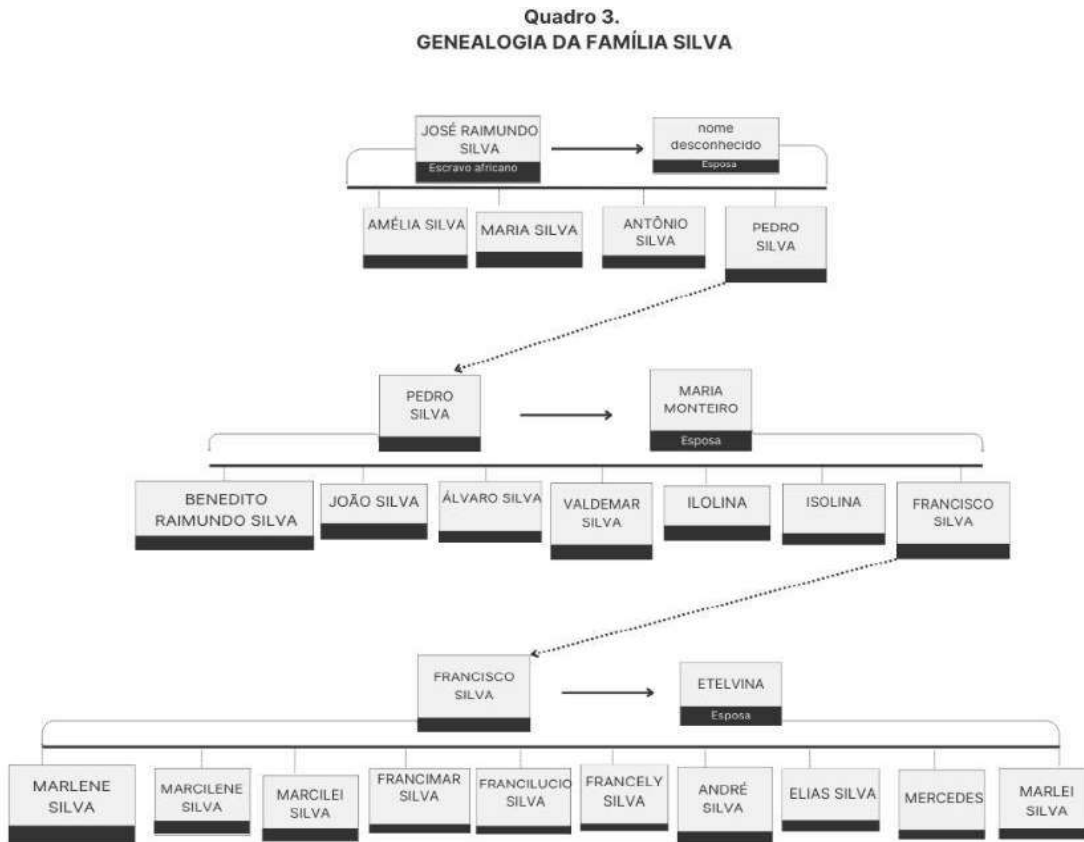 Quadro 3.
GENEALOGIA DA FAMÍLIA SILVA
JOSÉ RAIMUNDO
SILVA
Escravo africano
nome
desconhecido
Esposa
AMÉLIA SILVA
MARIA SILVA
ANTÔNIO
SILVA
PEDRO
SILVA
PEDRO
SILVA
MARIA
MONTEIRO
Esposa
BENEDITO
RAIMUNDO SILVA
JOÃO SILVA
ÁLVARO SILVA
VALDEMAR
SILVA
ILOLINA
ISOLINA
FRANCISCO
SILVA
FRANCISCO
SILVA
ETELVINA
Esposa
MARLENE
SILVA
MARCILENE
SILVA
MARCILEI
SILVA
FRANCIMAR
SILVA
FRANCILUCIO
SILVA
FRANCELY
SILVA
ANDRÉ
SILVA
ELIAS SILVA
MERCEDES
MARLEI
SILVA